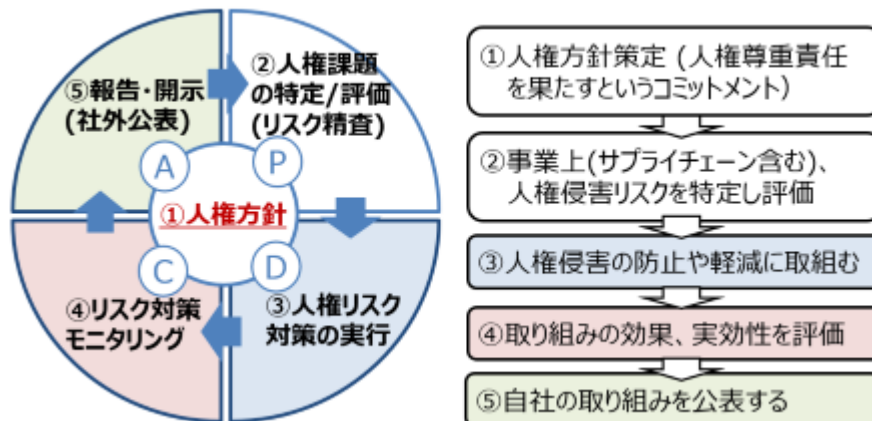 ⑤報告・開示
(社外公表)
②人権課題
の特定/評価
(リスク精査)
A
P
①人権方針
C
D
④リスク対策
モニタリング
③人権リスク
対策の実行
①人権方針策定 (人権尊重責任
を果たすというコミットメント)
②事業上(サプライチェーン含む)、
人権侵害リスクを特定し評価
③人権侵害の防止や軽減に取組む
④取り組みの効果、実効性を評価
⑤自社の取り組みを公表する